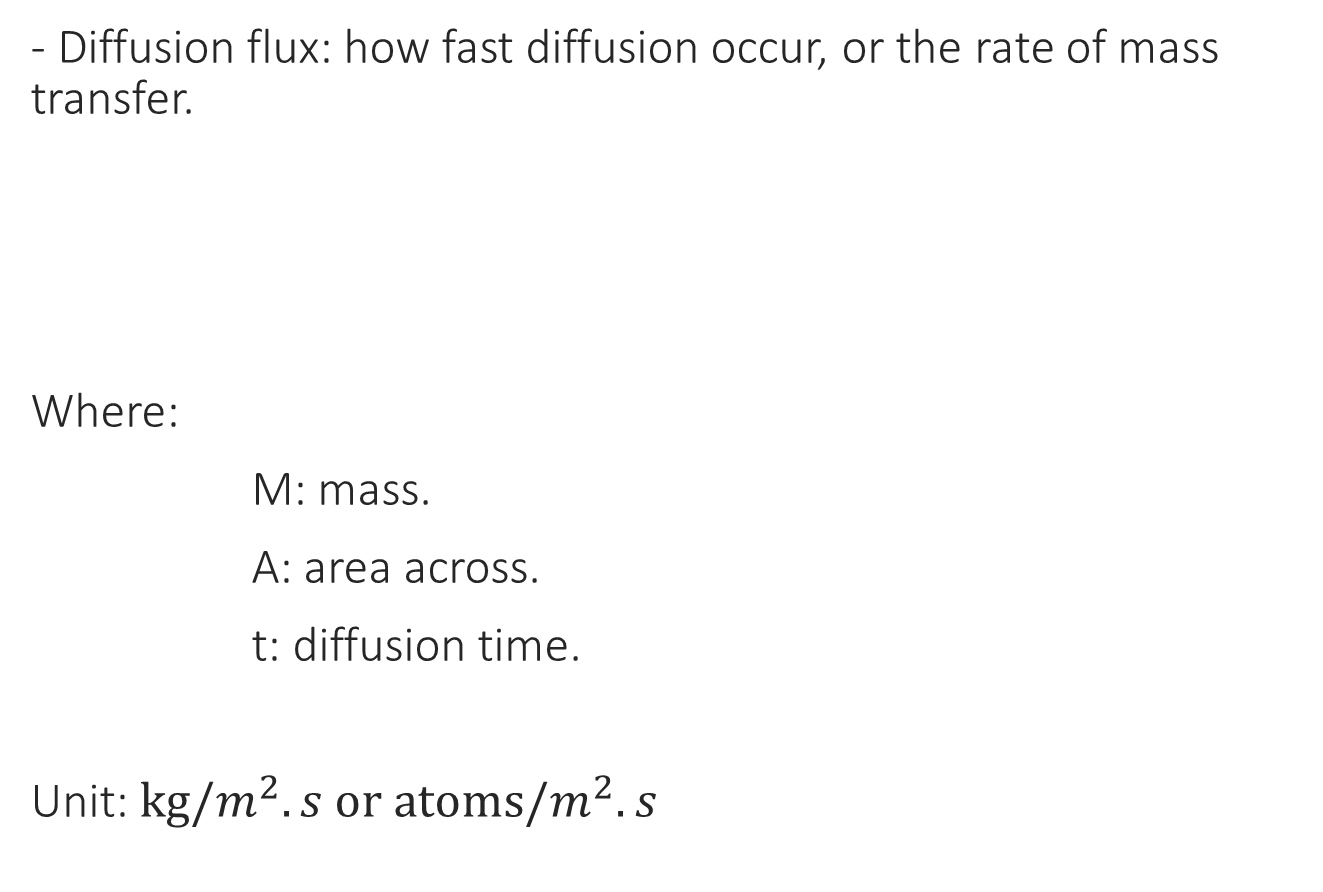 - Diffusion flux: how fast diffusion occur, or the rate of mass
transfer.
Where:
M: mass.
A: area across.
t: diffusion time.
Unit: kg/m². s or atoms/m². s